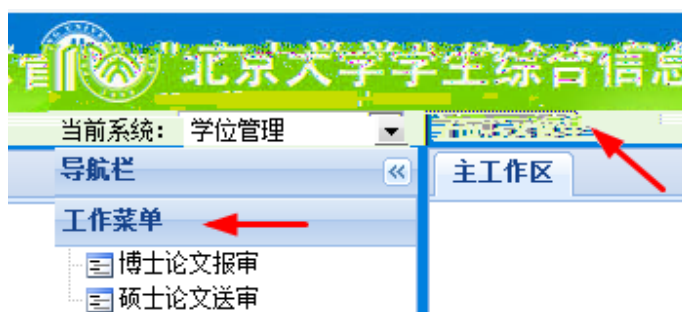 北京大学学生综合信息
当前系统： 学位管理
导航栏
主工作区
工作菜单
博士论文报审
硕士论文送审